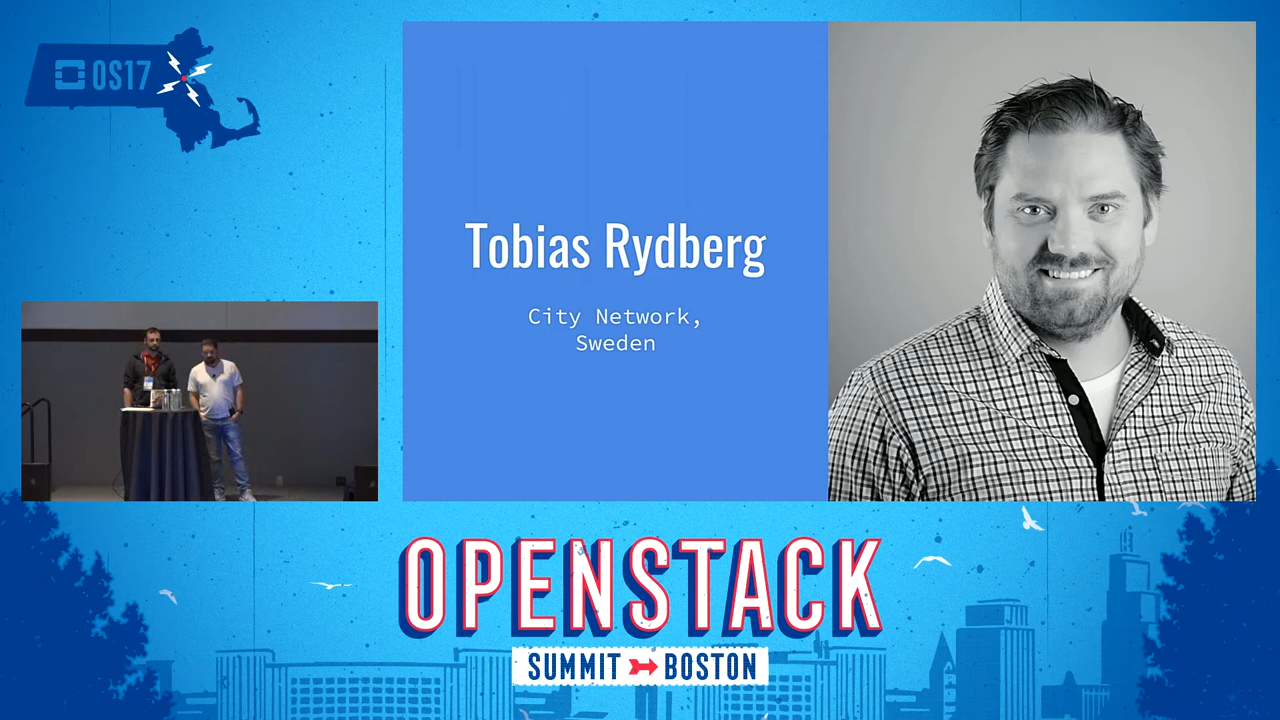 OS17
Tobias Rydberg
City Network,
Sweden
OPENSTACK
SUMMIT BOSTON